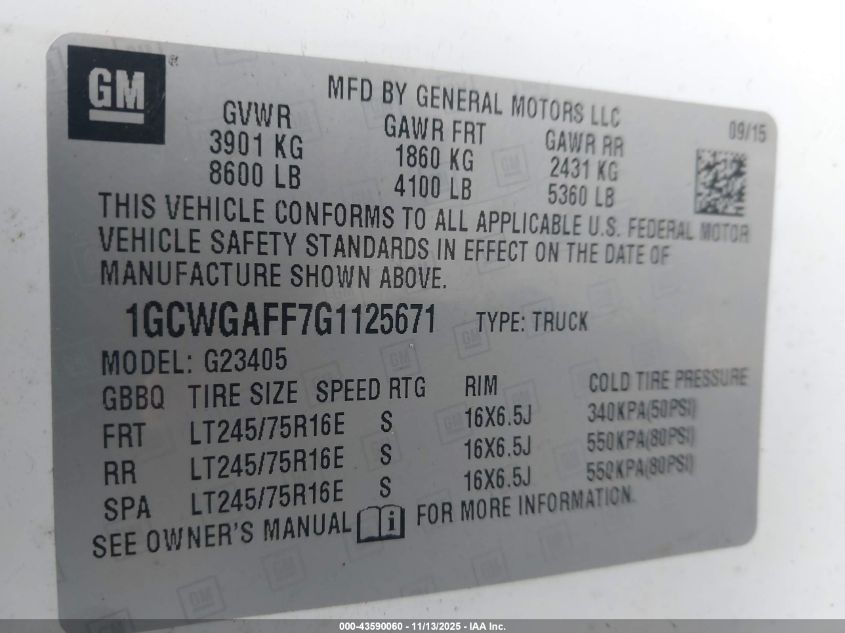 GM®
MFD BY GENERAL MOTORS LLC
09/15
GVWR GAWR FRT GAWR RR
3901 KG 1860 KG 2431 KG
8600 LB 4100 LB 5360 LB
THIS VEHICLE CONFORMS TO ALL APPLICABLE U.S. FEDERAL MOTOR
VEHICLE SAFETY STANDARDS IN EFFECT ON THE DATE OF
MANUFACTURE SHOWN ABOVE.
1GCWGAFF7G1125671 TYPE: TRUCK
MODEL: G23405
GBBQ TIRE SIZE SPEED RTG RIM COLD TIRE PRESSURE
FRT LT245/75R16E S 16X6.5J 340KPA(50PSI)
RR LT245/75R16E S 16X6.5J 550KPA(80PSI)
SPA LT245/75R16E S 16X6.5J 550KPA(80PSI)
SEE OWNER'S MANUAL i FOR MORE INFORMATION.
000-43590060 - 11/13/2025 - IAA Inc.